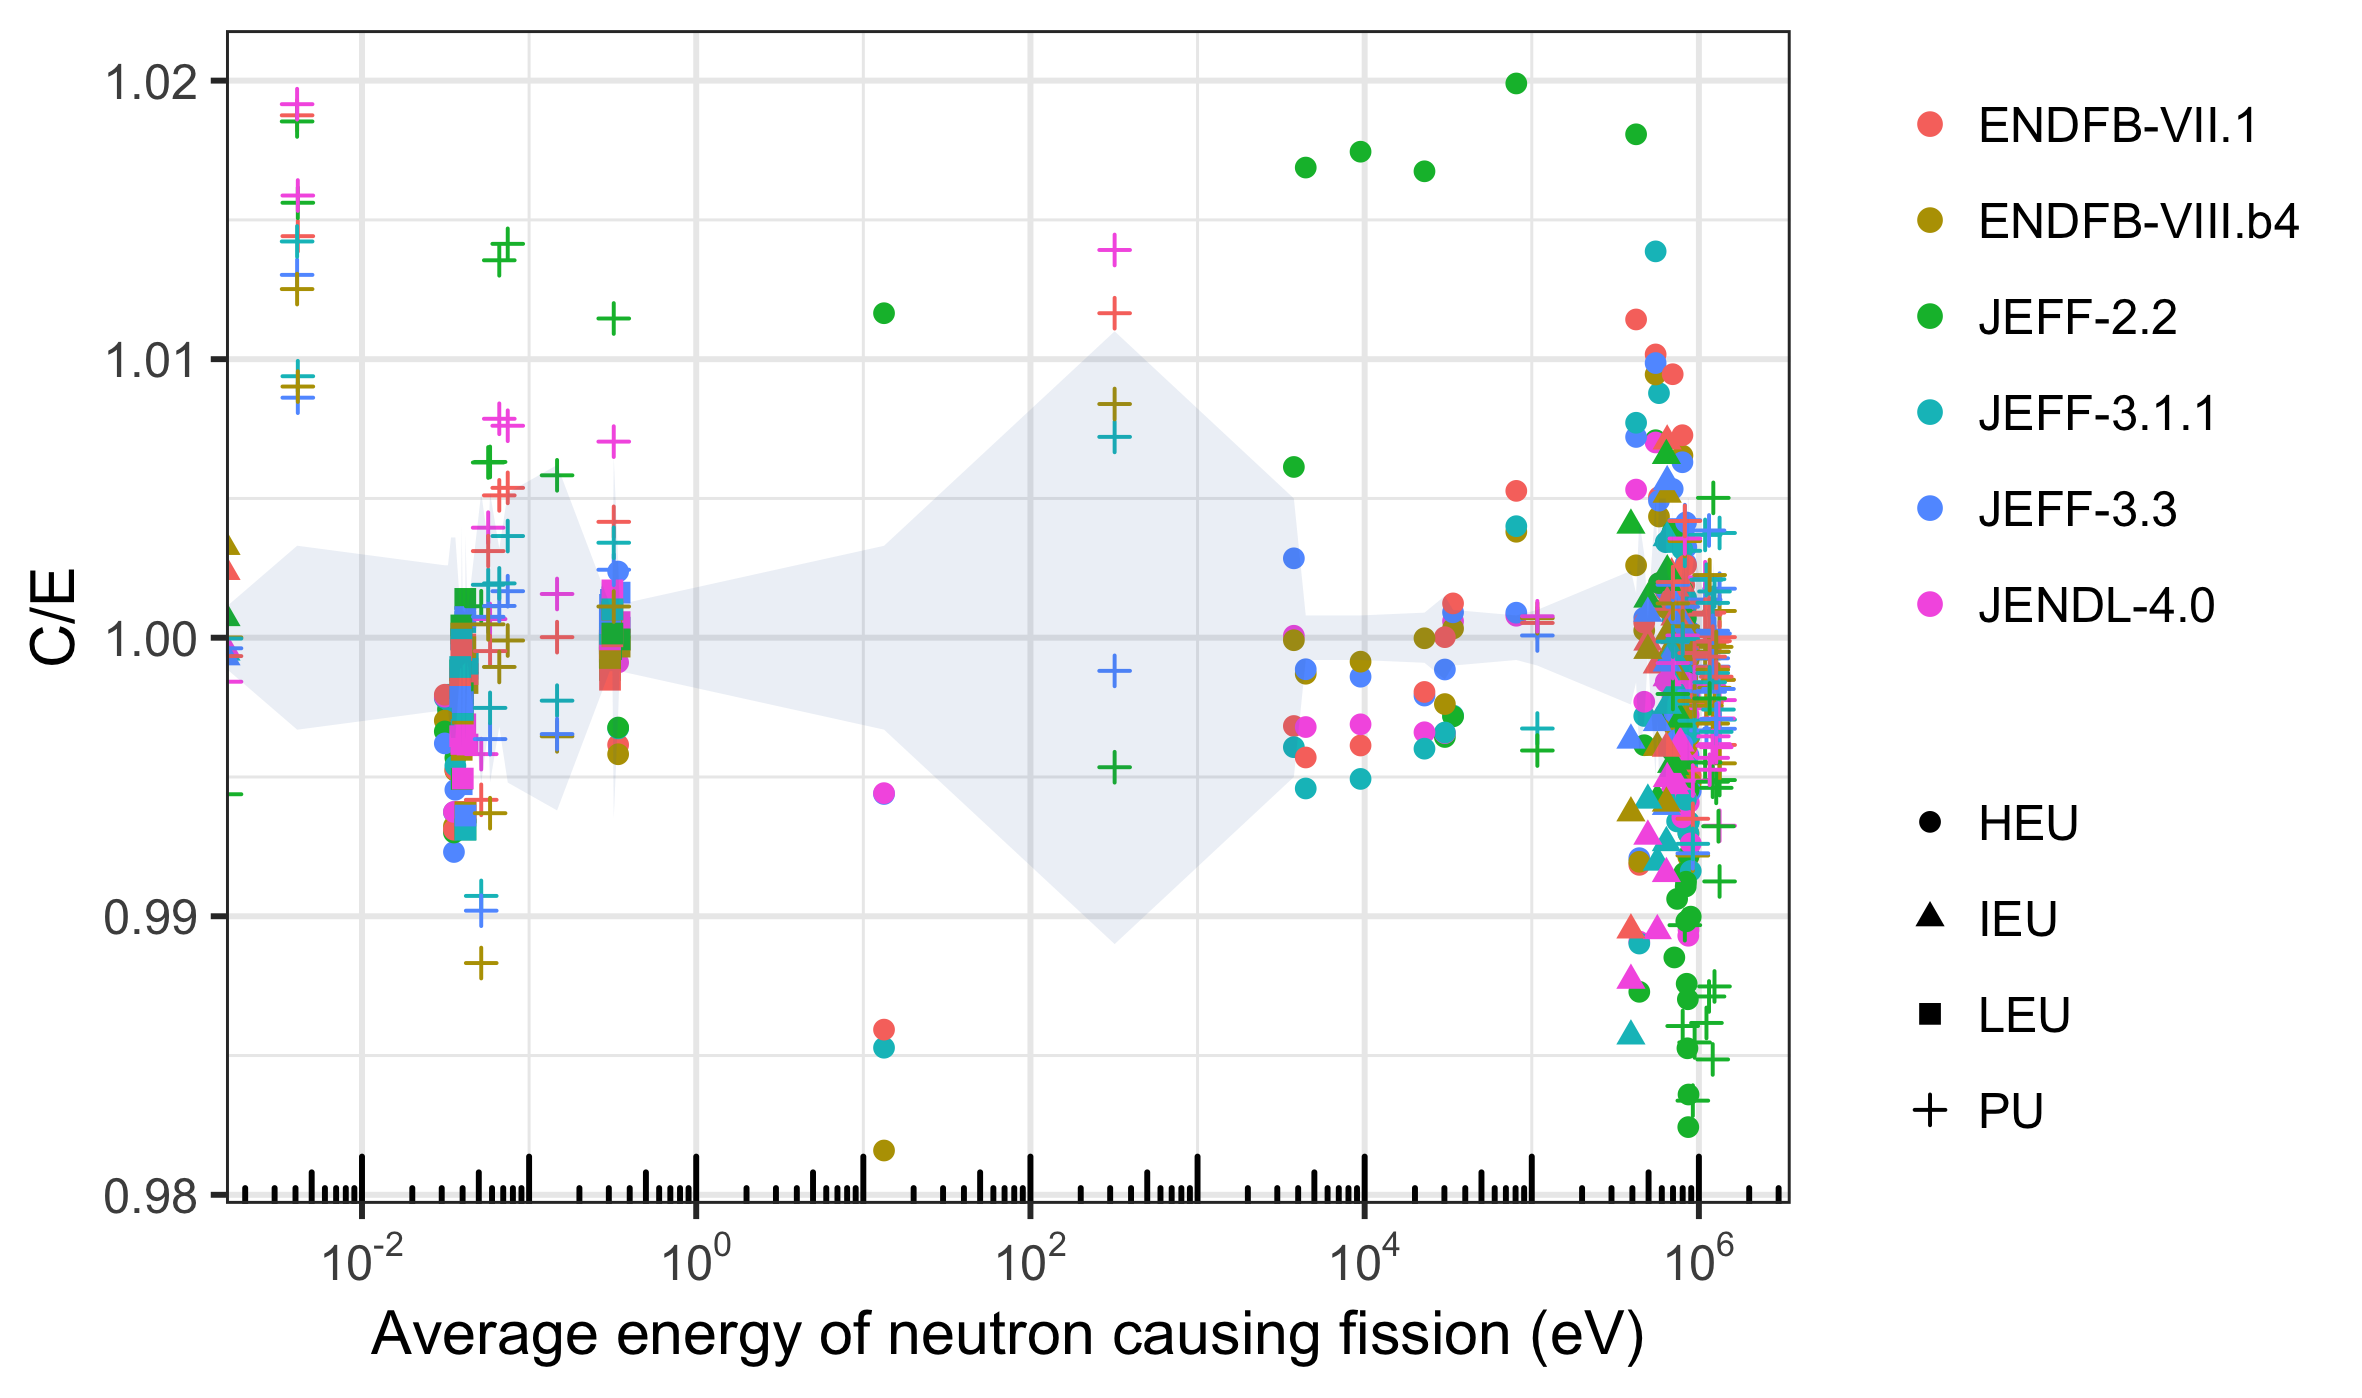 1.02
1.01
1.00
0.99
0.98
C/E
10-2
100
102
104
106
Average energy of neutron causing fission (eV)
ENDFB-VII.1
ENDFB-VIII.b4
JEFF-2.2
JEFF-3.1.1
JEFF-3.3
JENDL-4.0
HEU
IEU
LEU
PU